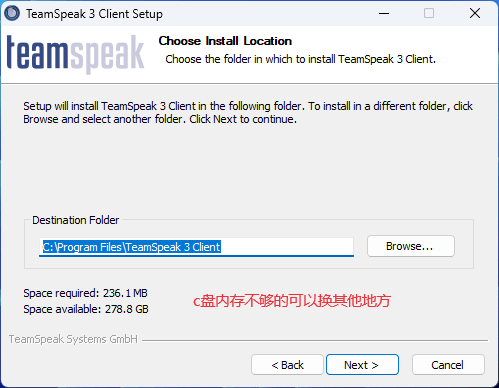 TeamSpeak 3 Client Setup
teamspeak
Choose Install Location
Choose the folder in which to install TeamSpeak 3 Client.
Setup will install TeamSpeak 3 Client in the following folder. To install in a different folder, click
Browse and select another folder. Click Next to continue.
Destination Folder
C:\Program Files\TeamSpeak 3 Client
Browse...
Space required: 236.1 MB
Space available: 278.8 GB
c盘内存不够的可以换其他地方
TeamSpeak Systems GmbH
< Back
Next >
Cancel